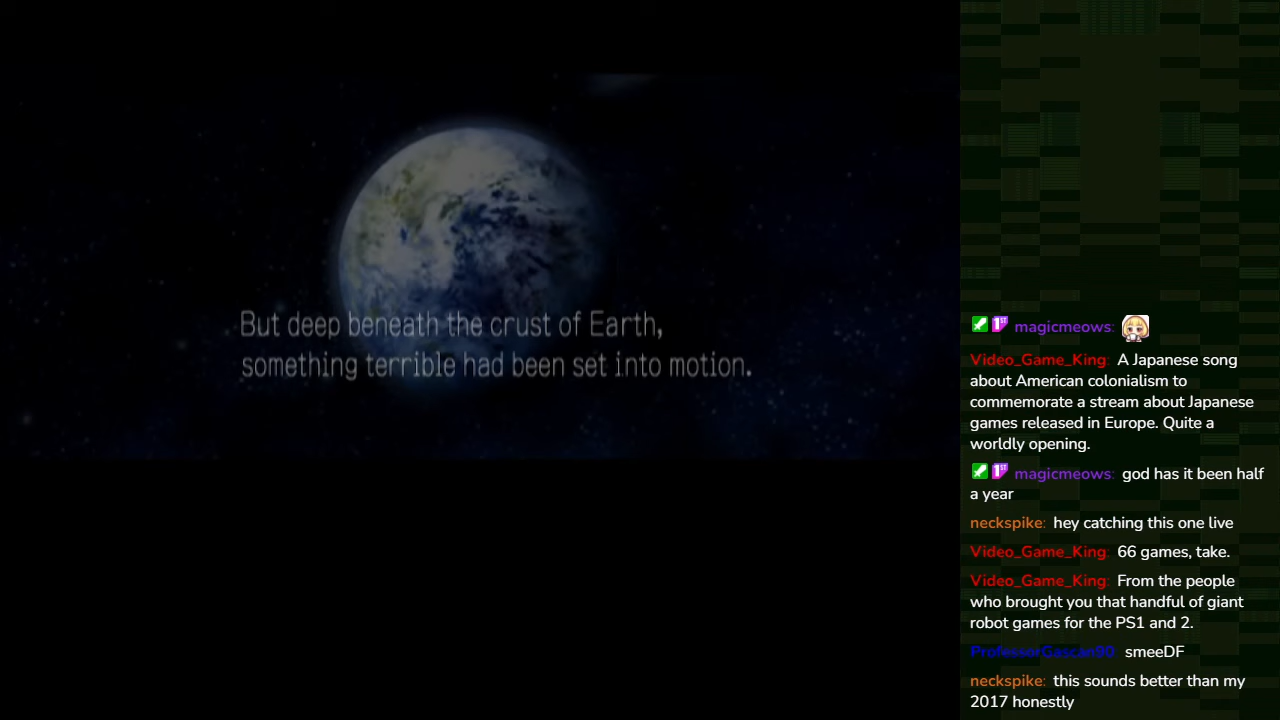 But deep beneath the crust of Earth,
something terrible had been set into motion.
magicmeows:
Video_Game_King: A Japanese song
about American colonialism to
commemorate a stream about Japanese
games released in Europe. Quite a
worldly opening.
magicmeows: god has it been half
a year
neckspike: hey catching this one live
Video_Game_King: 66 games, take.
Video_Game_King: From the people
who brought you that handful of giant
robot games for the PS1 and 2.
ProfessorGascan90: smeeDF
neckspike: this sounds better than my
2017 honestly